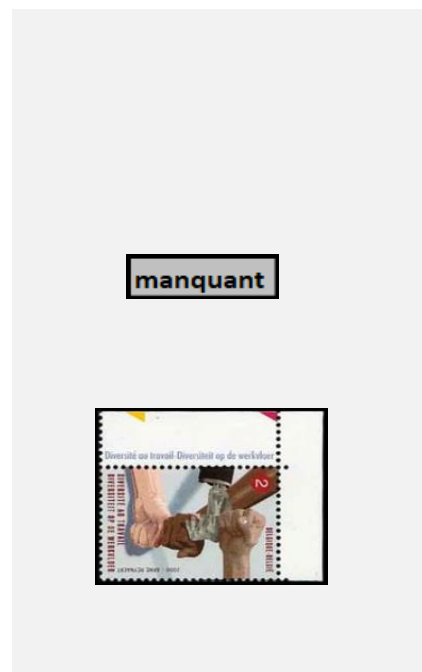 manquant
Diversité au travail-Diversiteit op de werkvloer
2
BELGIQUE-BELGIË
DIVERSITÉ AU TRAVAIL
DIVERSITEIT OP DE WERKVLOER